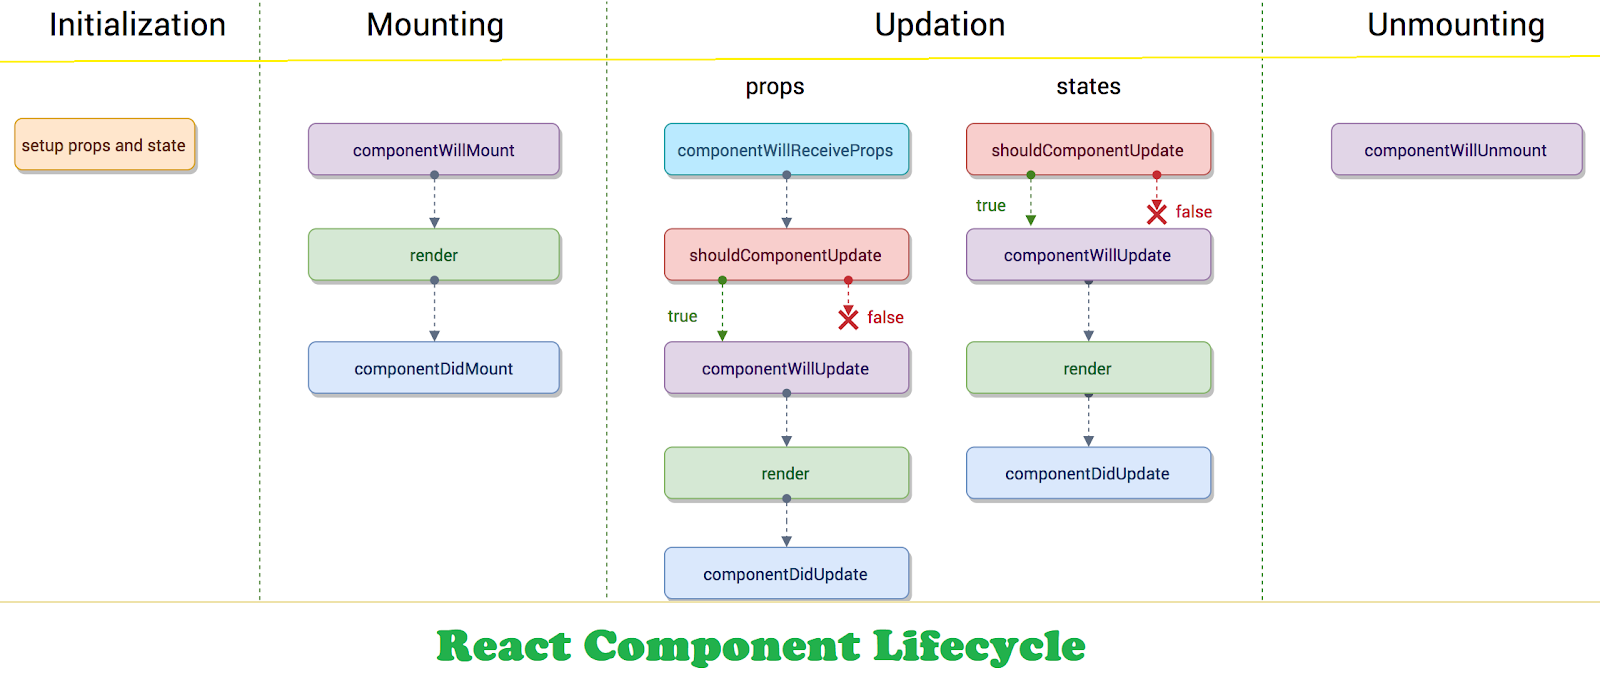 Initialization
Mounting
Updation
Unmounting
props
states
setup props and state
componentWillMount
render
componentDidMount
componentWillReceiveProps
shouldComponentUpdate
true
false
componentWillUpdate
render
componentDidUpdate
shouldComponentUpdate
true
false
componentWillUpdate
render
componentDidUpdate
componentWillUnmount
React Component Lifecycle